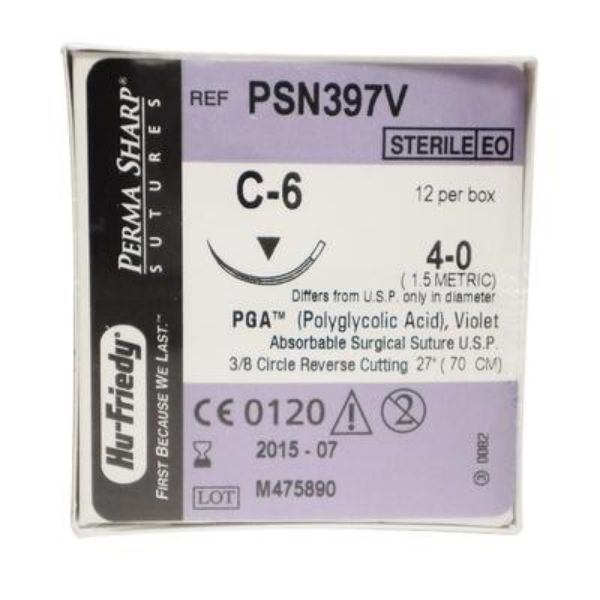 PERMA SHARP®
SUTURES
Hu-Friedy®
FIRST BECAUSE WE LAST.™
REF PSN397V
STERILE EO
C-6
12 per box
4-0
(1.5 METRIC)
Differs from U.S.P. only in diameter
PGA™ (Polyglycolic Acid), Violet
Absorbable Surgical Suture U.S.P.
3/8 Circle Reverse Cutting 27" ( 70 CM)
CE 0120 2
2015 - 07
LOT M475890
0082